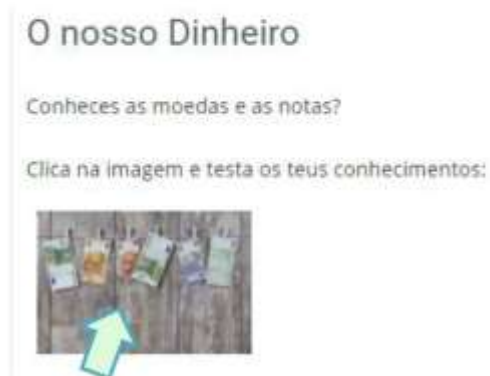 O nosso Dinheiro
Conheces as moedas e as notas?
Clica na imagem e testa os teus conhecimentos: